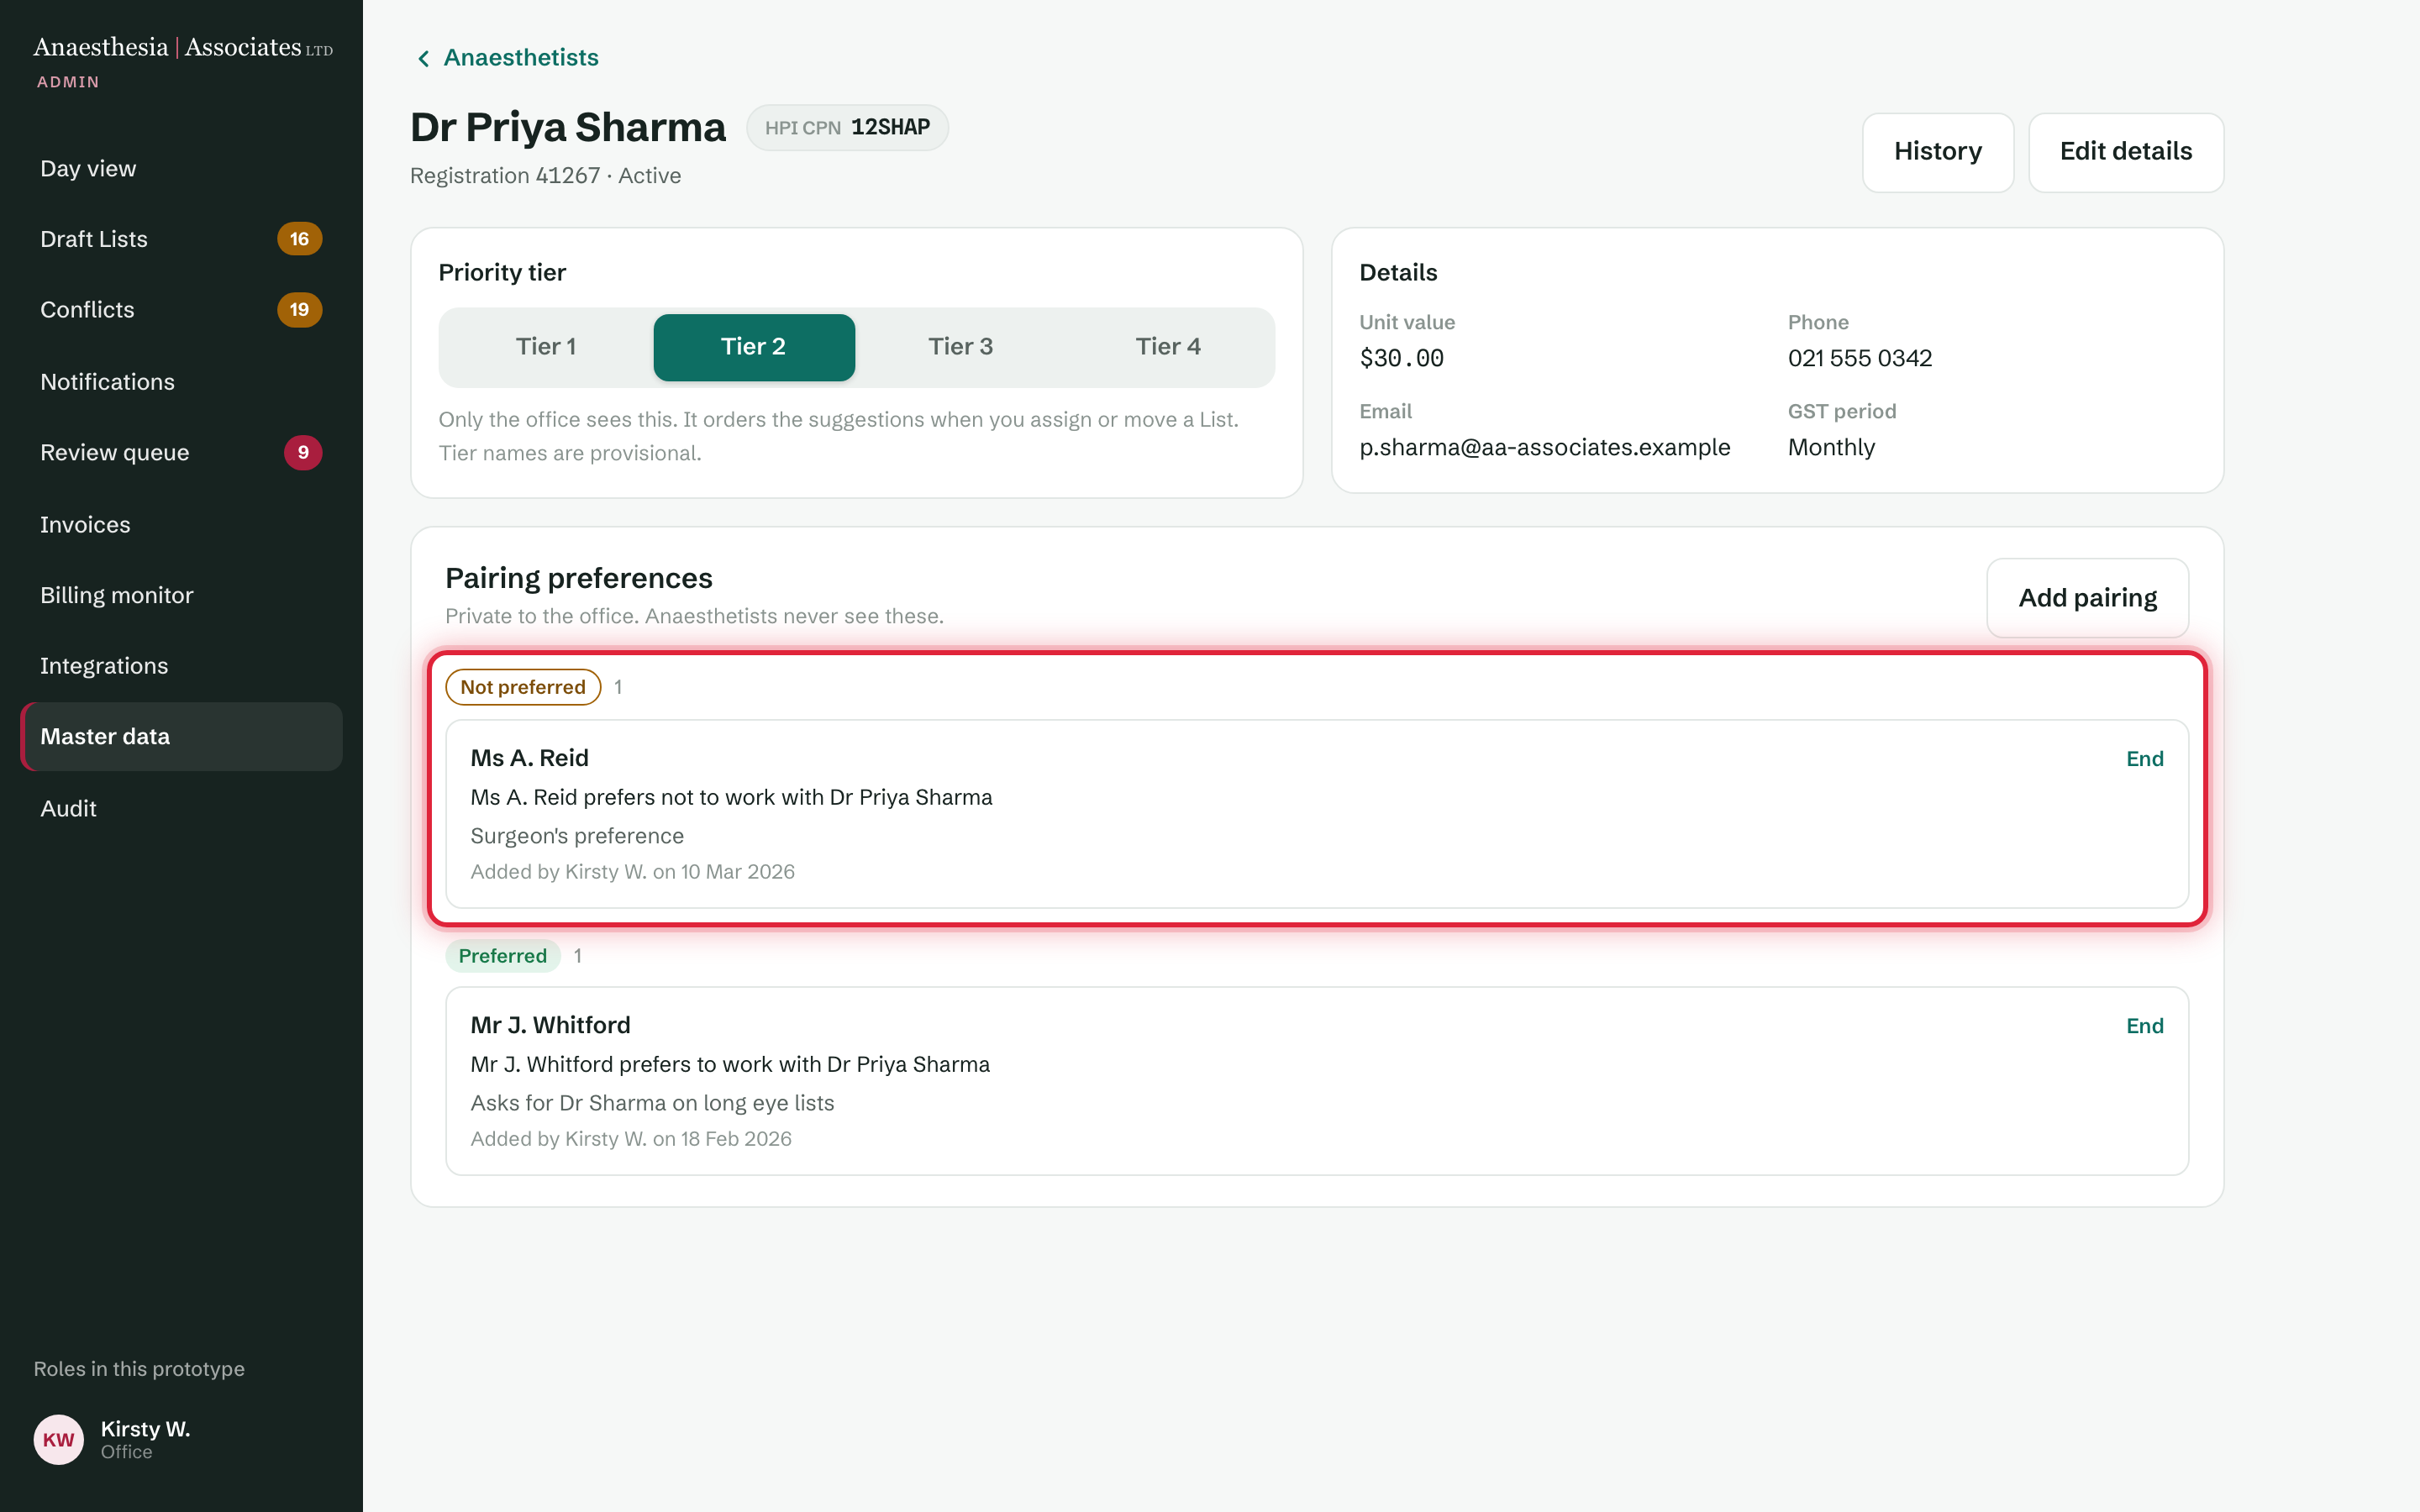 Anaesthesia | Associates LTD
ADMIN
Day view
Draft Lists 16
Conflicts 19
Notifications
Review queue 9
Invoices
Billing monitor
Integrations
Master data
Audit
Roles in this prototype
KW
Kirsty W.
Office
Anaesthetists
Dr Priya Sharma HPI CPN 12SHAP
Registration 41267 · Active
History
Edit details
Priority tier
Tier 1 Tier 2 Tier 3 Tier 4
Only the office sees this. It orders the suggestions when you assign or move a List.
Tier names are provisional.
Details
Unit value
$30.00
Phone
021 555 0342
Email
p.sharma@aa-associates.example
GST period
Monthly
Pairing preferences
Private to the office. Anaesthetists never see these.
Add pairing
Not preferred 1
Ms A. Reid
End
Ms A. Reid prefers not to work with Dr Priya Sharma
Surgeon's preference
Added by Kirsty W. on 10 Mar 2026
Preferred 1
Mr J. Whitford
End
Mr J. Whitford prefers to work with Dr Priya Sharma
Asks for Dr Sharma on long eye lists
Added by Kirsty W. on 18 Feb 2026